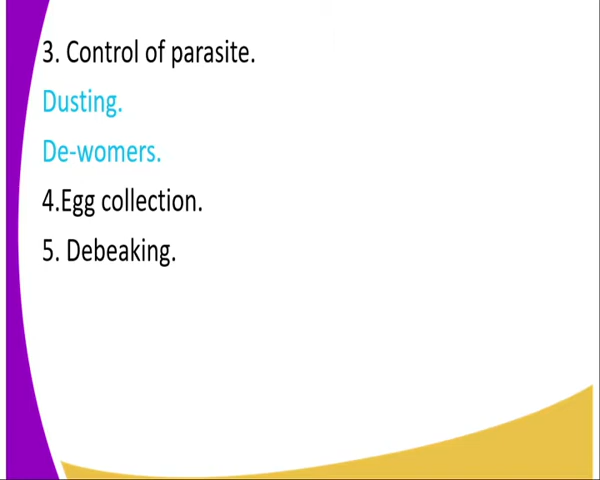 3. Control of parasite.
Dusting.
De-womers.
4.Egg collection.
5. Debeaking.